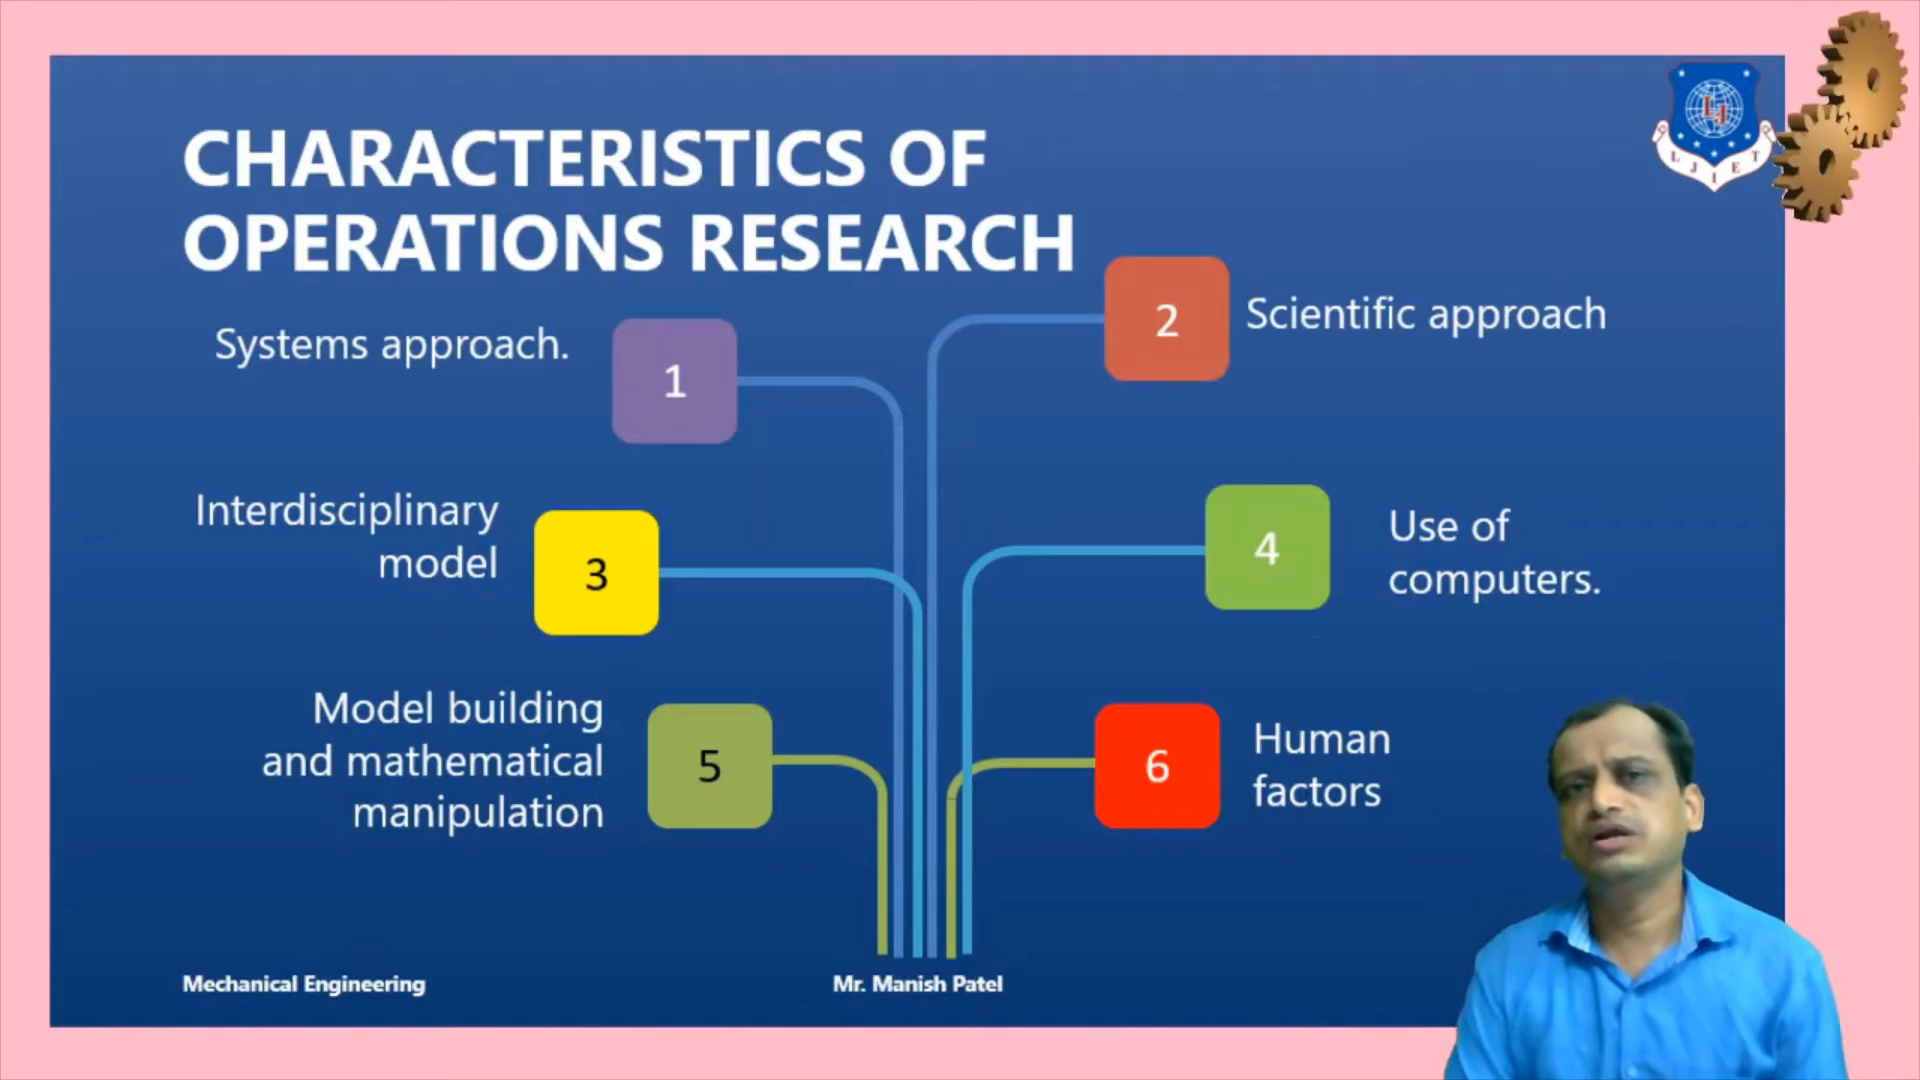 CHARACTERISTICS OF
OPERATIONS RESEARCH
L J I E T
LJ
Systems approach.
1
2
Scientific approach
Interdisciplinary
model
3
4
Use of
computers.
Model building
and mathematical
manipulation
5
6
Human
factors
Mechanical Engineering
Mr. Manish Patel